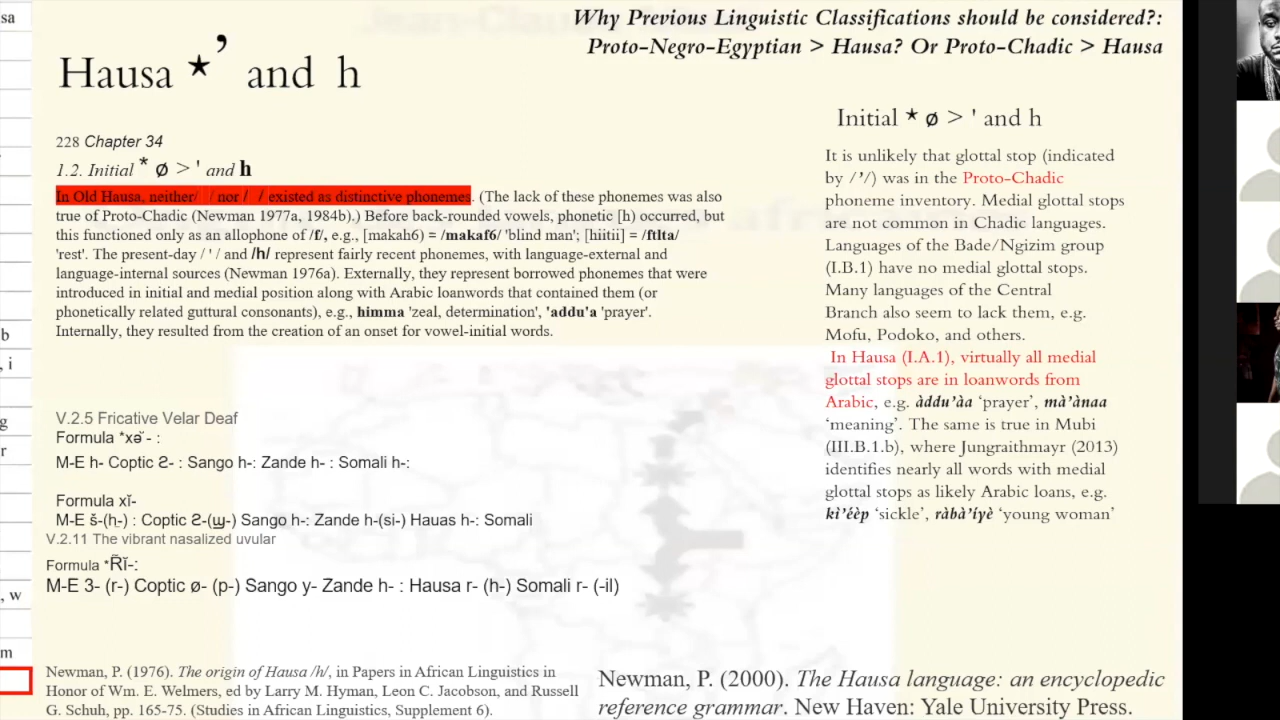 Why Previous Linguistic Classifications should be considered?:
Proto-Negro-Egyptian > Hausa? Or Proto-Chadic > Hausa
Hausa *ʼ and h
228 Chapter 34
1.2. Initial * ø > ' and h
In Old Hausa, neither/ / nor / / existed as distinctive phonemes. (The lack of these phonemes was also
true of Proto-Chadic (Newman 1977a, 1984b).) Before back-rounded vowels, phonetic [h] occurred, but
this functioned only as an allophone of /f/, e.g., [makah6) = /makaf6/ 'blind man'; [hiitii] = /ftlta/
'rest'. The present-day / ' / and /h/ represent fairly recent phonemes, with language-external and
language-internal sources (Newman 1976a). Externally, they represent borrowed phonemes that were
introduced in initial and medial position along with Arabic loanwords that contained them (or
phonetically related guttural consonants), e.g., himma 'zeal, determination', 'addu'a 'prayer'.
Internally, they resulted from the creation of an onset for vowel-initial words.
V.2.5 Fricative Velar Deaf
Formula *xə̆- :
M-E h- Coptic Ƨ- : Sango h-: Zande h- : Somali h-:
Formula xĭ-
M-E š-(ḥ-) : Coptic Ƨ-(ϣ-) Sango h-: Zande h-(si-) Hauas h-: Somali
V.2.11 The vibrant nasalized uvular
Formula *R̃ĭ-:
M-E 3- (r-) Coptic ø- (p-) Sango y- Zande h- : Hausa r- (h-) Somali r- (-il)
Newman, P. (1976). The origin of Hausa /h/, in Papers in African Linguistics in
Honor of Wm. E. Welmers, ed by Larry M. Hyman, Leon C. Jacobson, and Russell
G. Schuh, pp. 165-75. (Studies in African Linguistics, Supplement 6).
Initial * ø > ' and h
It is unlikely that glottal stop (indicated
by /ʼ/) was in the Proto-Chadic
phoneme inventory. Medial glottal stops
are not common in Chadic languages.
Languages of the Bade/Ngizim group
(I.B.1) have no medial glottal stops.
Many languages of the Central
Branch also seem to lack them, e.g.
Mofu, Podoko, and others.
In Hausa (I.A.1), virtually all medial
glottal stops are in loanwords from
Arabic, e.g. àdduʼàa ‘prayer’, màʼànaa
‘meaning’. The same is true in Mubi
(III.B.1.b), where Jungraithmayr (2013)
identifies nearly all words with medial
glottal stops as likely Arabic loans, e.g.
kìʼéèp ‘sickle’, ràbàʼíyè ‘young woman’
Newman, P. (2000). The Hausa language: an encyclopedic
reference grammar. New Haven: Yale University Press.
sa
b
, i
g
r
, w
m